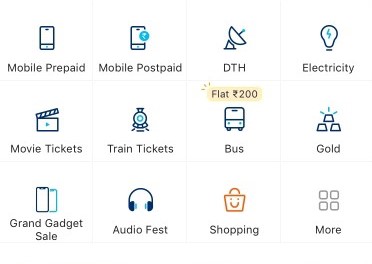 Mobile Prepaid
Mobile Postpaid
DTH
Electricity
Flat ₹200
Movie Tickets
Train Tickets
Bus
Gold
Grand Gadget
Sale
Audio Fest
Shopping
More